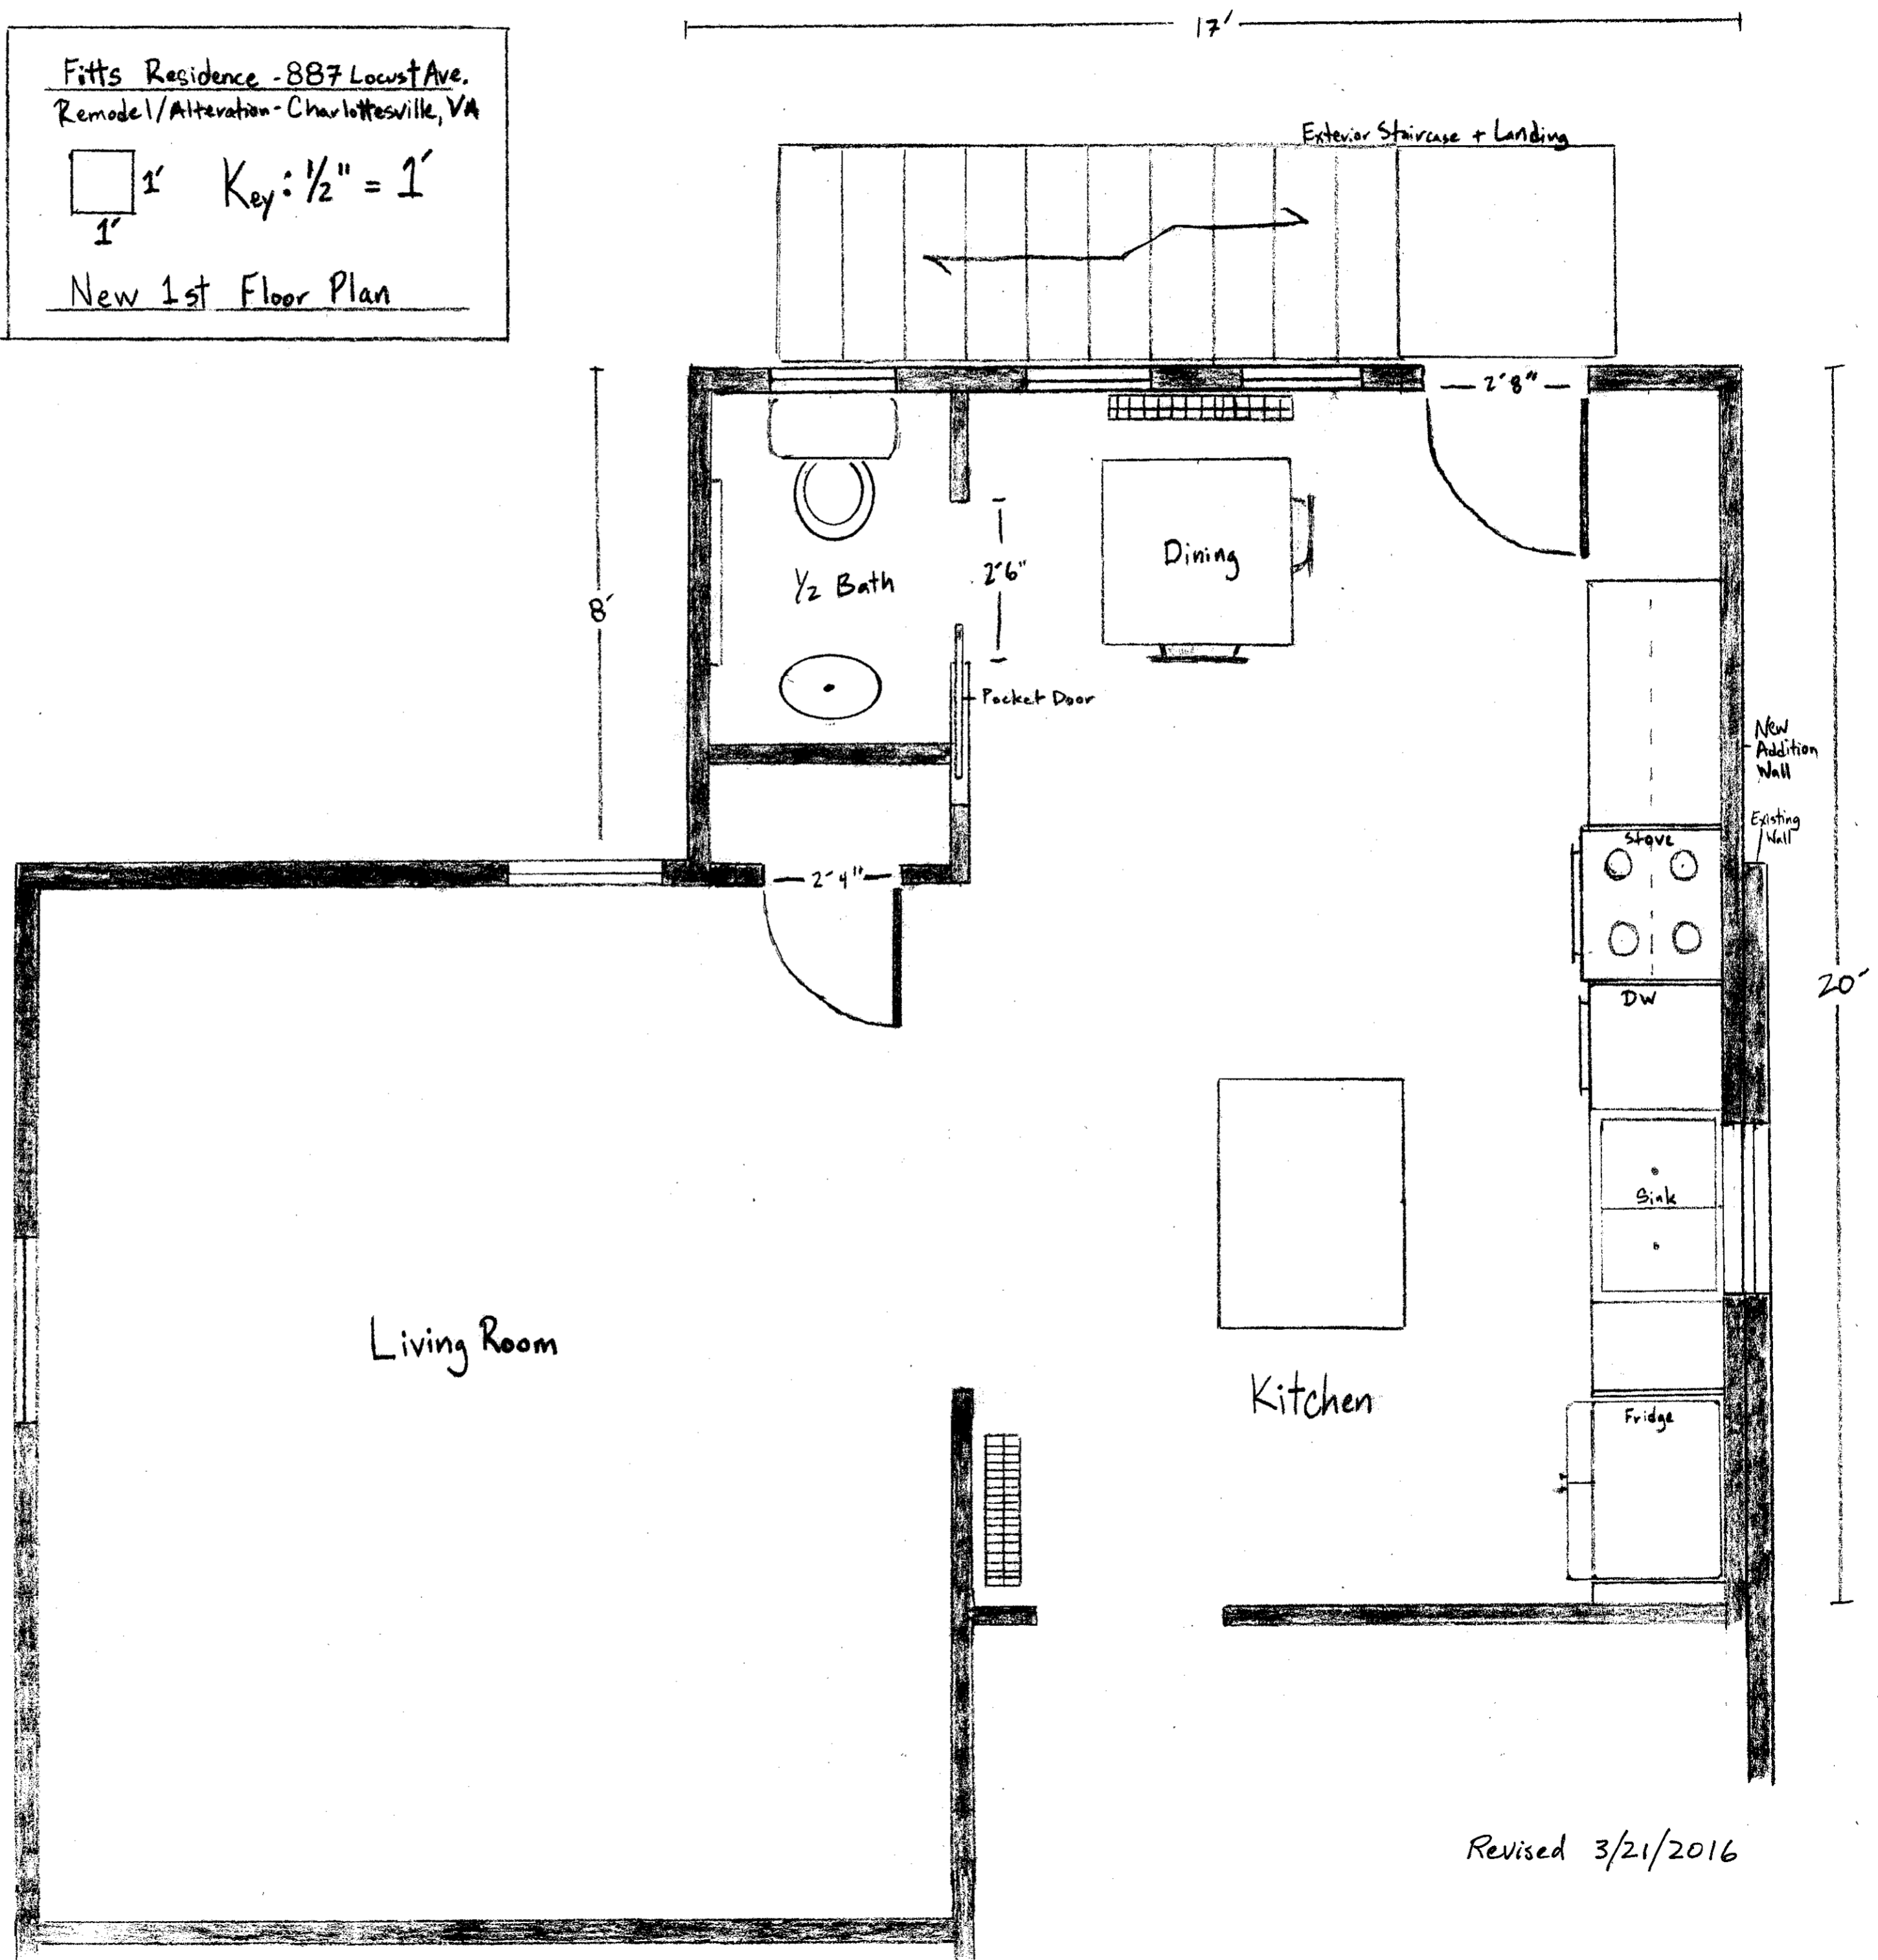 Fitts Residence - 887 Locust Ave.
Remodel/Alteration - Charlottesville, VA
1'
Key: 1/2" = 1'
1'
New 1st Floor Plan
17'
Exterior Staircase + Landing
2'8"
8'
1/2 Bath
2'6"
Dining
Pocket Door
New
Addition
Wall
Existing
Wall
Stove
2'4"
DW
20'
Sink
Living Room
Kitchen
Fridge
Revised 3/21/2016